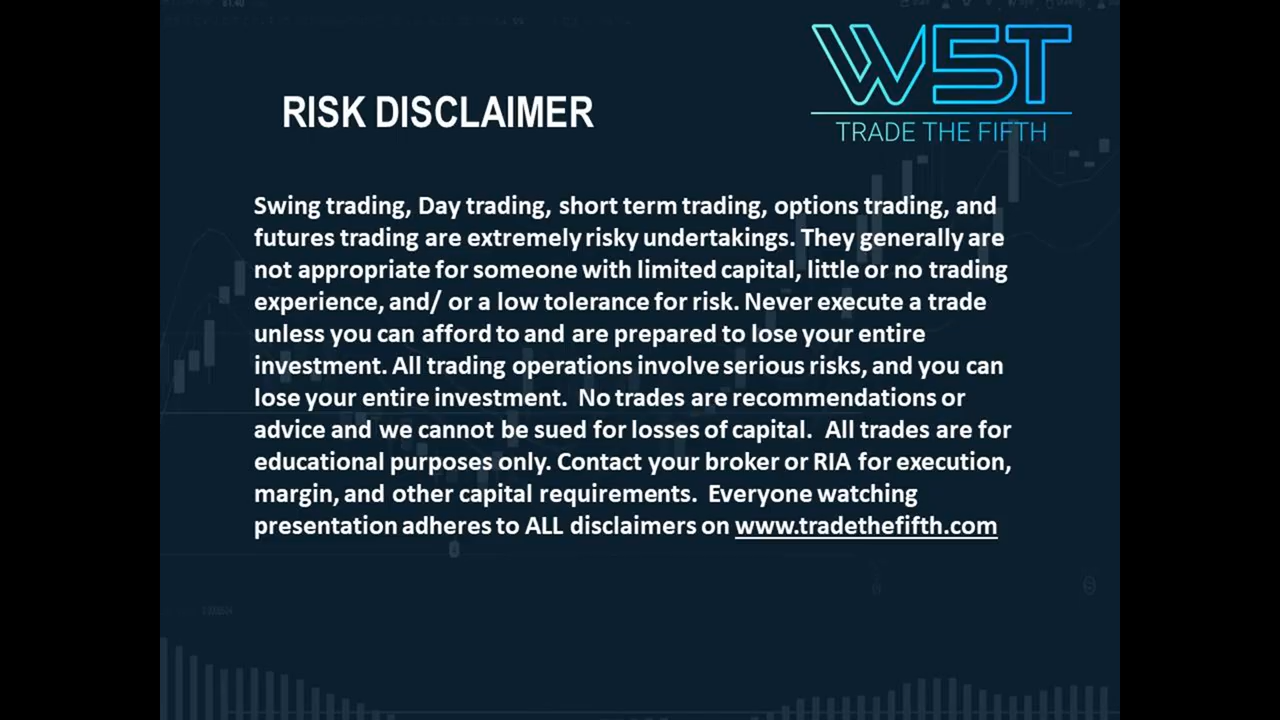 W5T
TRADE THE FIFTH
RISK DISCLAIMER
Swing trading, Day trading, short term trading, options trading, and
futures trading are extremely risky undertakings. They generally are
not appropriate for someone with limited capital, little or no trading
experience, and/ or a low tolerance for risk. Never execute a trade
unless you can afford to and are prepared to lose your entire
investment. All trading operations involve serious risks, and you can
lose your entire investment.  No trades are recommendations or
advice and we cannot be sued for losses of capital.  All trades are for
educational purposes only. Contact your broker or RIA for execution,
margin, and other capital requirements.  Everyone watching
presentation adheres to ALL disclaimers on www.tradethefifth.com